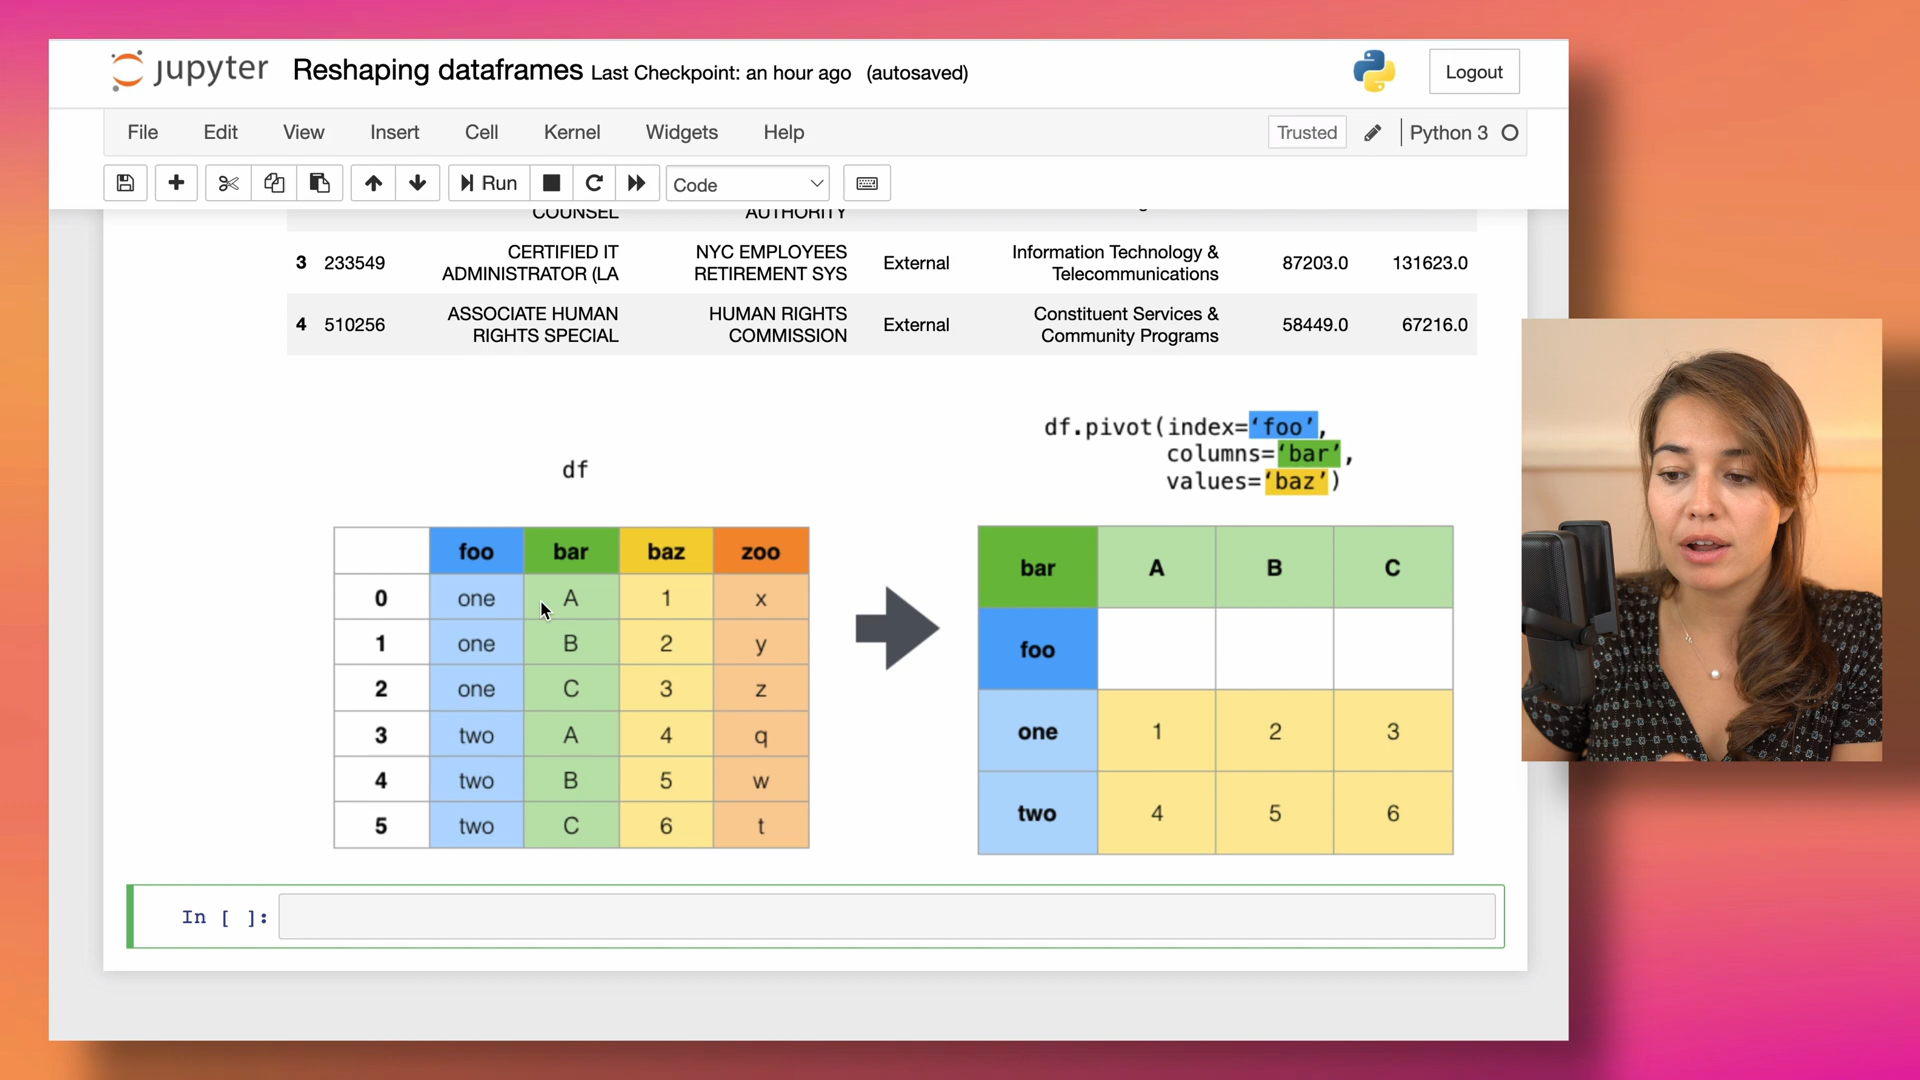 jupyter Reshaping dataframes Last Checkpoint: an hour ago (autosaved) Logout
File Edit View Insert Cell Kernel Widgets Help Trusted Python 3
Run Code
COUNSEL AUTHORITY
3 233549 CERTIFIED IT ADMINISTRATOR (LA NYC EMPLOYEES RETIREMENT SYS External Information Technology & Telecommunications 87203.0 131623.0
4 510256 ASSOCIATE HUMAN RIGHTS SPECIAL HUMAN RIGHTS COMMISSION External Constituent Services & Community Programs 58449.0 67216.0
df
foo bar baz zoo
0 one A 1 x
1 one B 2 y
2 one C 3 z
3 two A 4 q
4 two B 5 w
5 two C 6 t
df.pivot(index=‘foo’,
columns=‘bar’,
values=‘baz’)
bar A B C
foo
one 1 2 3
two 4 5 6
In [ ]: